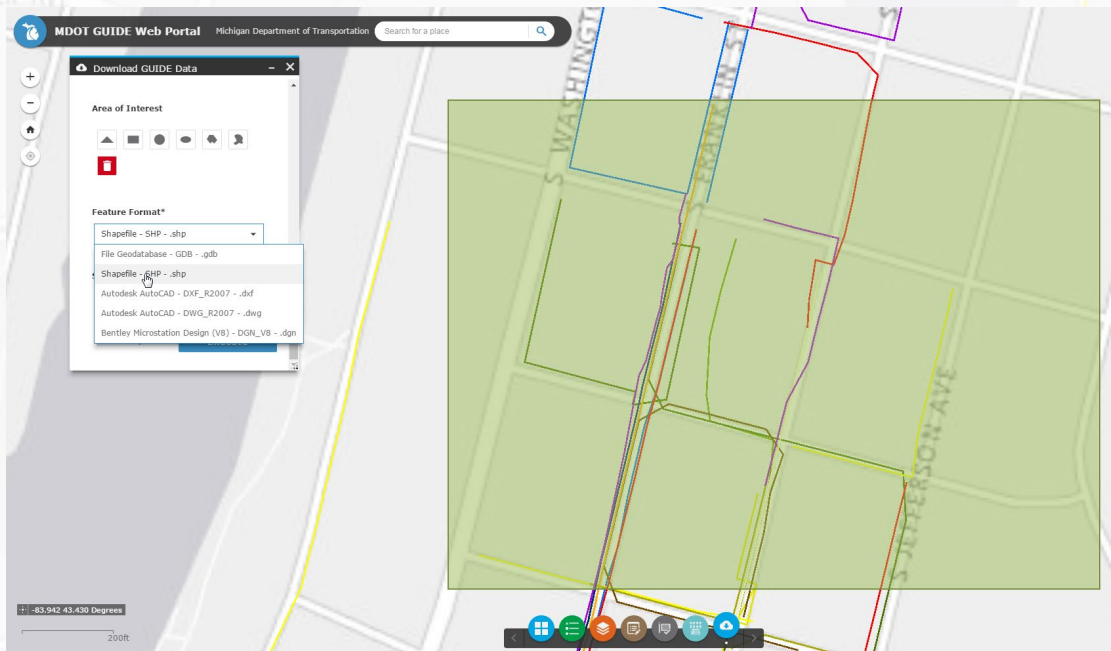 MDOT GUIDE Web Portal Michigan Department of Transportation Search for a place
Download GUIDE Data
Area of Interest
Feature Format*
Shapefile - SHP - .shp
File Geodatabase - GDB - .gdb
Shapefile - SHP - .shp
Autodesk AutoCAD - DXF_R2007 - .dxf
Autodesk AutoCAD - DWG_R2007 - .dwg
Bentley Microstation Design (V8) - DGN_V8 - .dgn
S WASHINGTON
S FRANKLIN ST
S JEFFERSON AVE
-83.942 43.430 Degrees
200ft